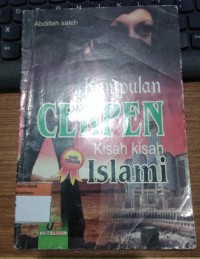 Abdillah saleh
Kumpulan
CERPEN
Kisah kisah
Islami